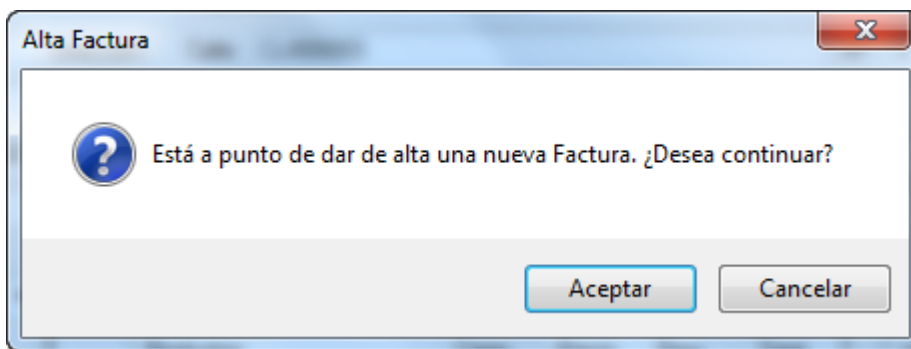 Alta Factura
Está a punto de dar de alta una nueva Factura. ¿Desea continuar?
Aceptar
Cancelar